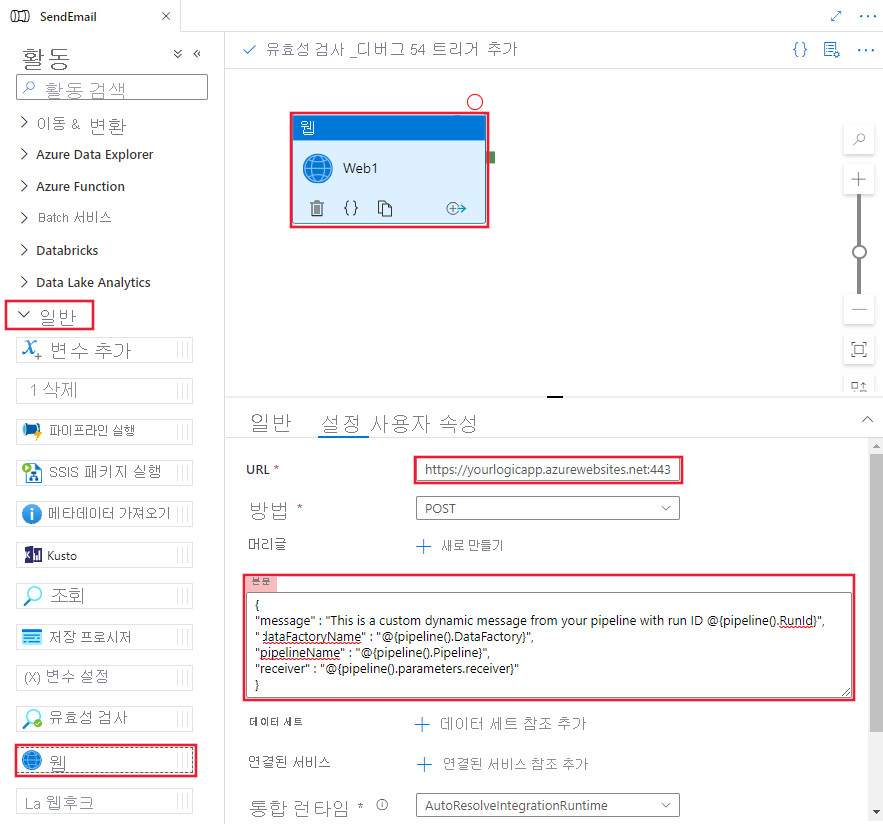 SendEmail
활동
활동 검색
이동 & 변환
Azure Data Explorer
Azure Function
Batch 서비스
Databricks
Data Lake Analytics
일반
변수 추가
1 삭제
파이프라인 실행
SSIS 패키지 실행
메타데이터 가져오기
Kusto
조회
저장 프로시저
(X) 변수 설정
유효성 검사
웹
La 웹후크
유효성 검사 _디버그 54 트리거 추가
웹
Web1
일반 설정 사용자 속성
URL *
https://yourlogicapp.azurewebsites.net:443
방법 *
POST
머리글
새로 만들기
본문
{
"message" : "This is a custom dynamic message from your pipeline with run ID @{pipeline().RunId}",
"JataFactoryName" : "@{pipeline().DataFactory}",
"pipelineName" : "@{pipeline().Pipeline}",
"receiver" : "@{pipeline().parameters.receiver}"
}
데이터 세트
데이터 세트 참조 추가
연결된 서비스
연결된 서비스 참조 추가
통합 런타임 *
AutoResolveIntegrationRuntime